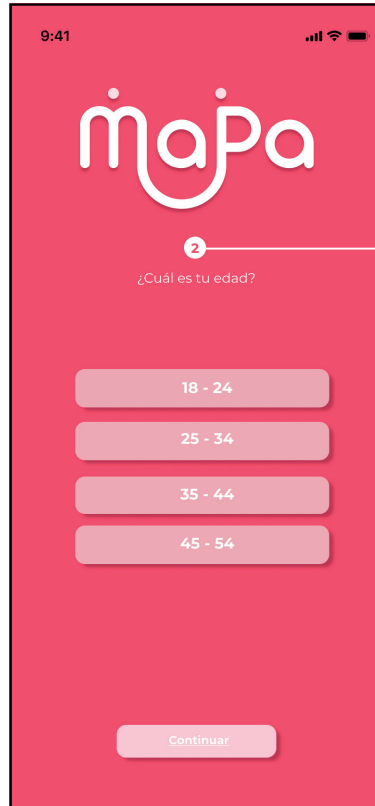 9:41
maPa
2
¿Cuál es tu edad?
18 - 24
25 - 34
35 - 44
45 - 54
Continuar